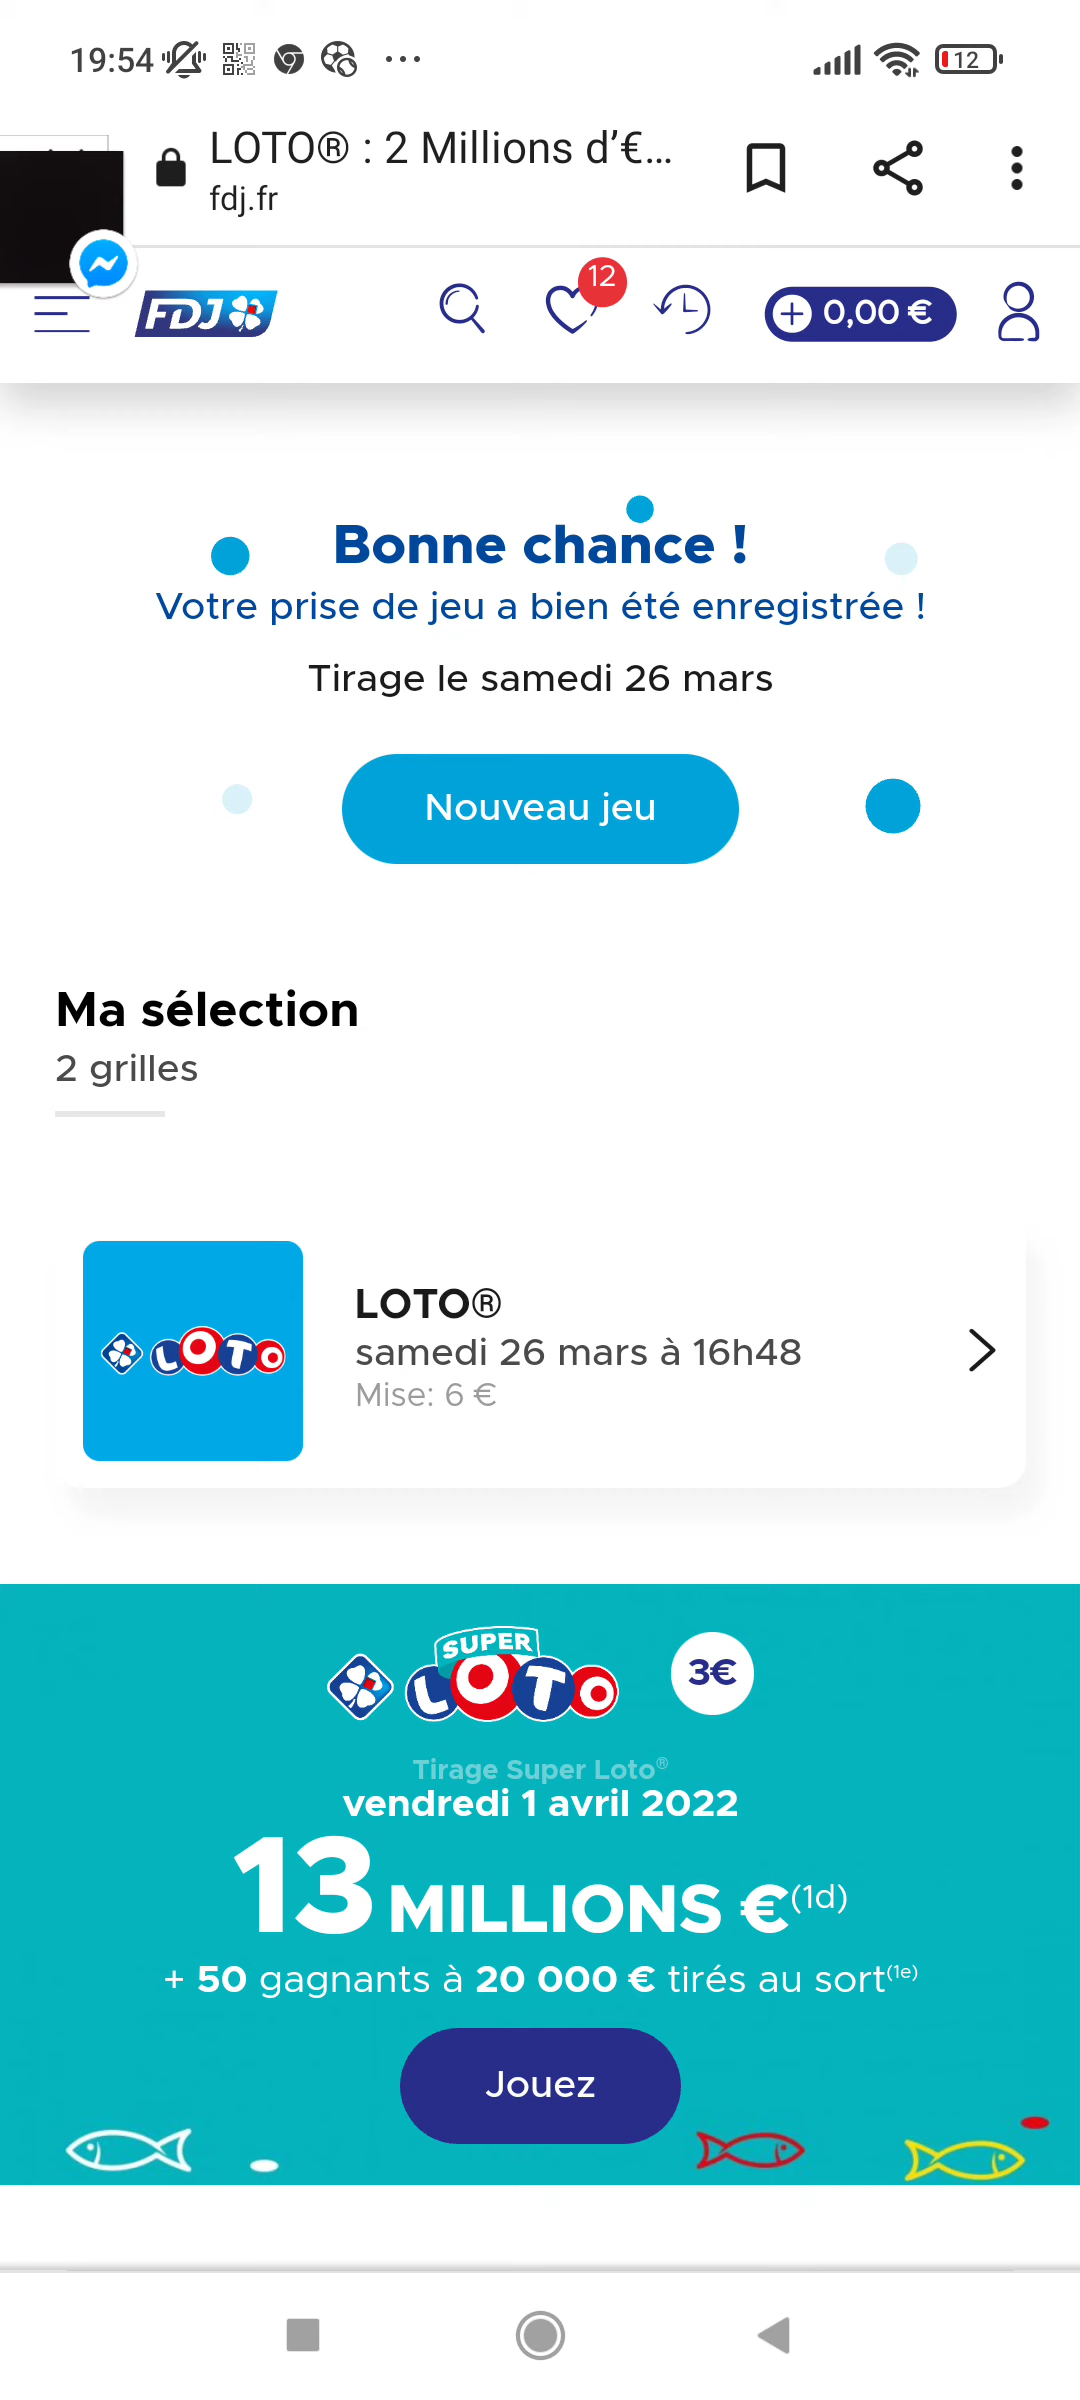 19:54
12
LOTO® : 2 Millions d'€...
fdj.fr
FDJ
12
0,00 €
Bonne chance !
Votre prise de jeu a bien été enregistrée !
Tirage le samedi 26 mars
Nouveau jeu
Ma sélection
2 grilles
LOTO
LOTO®
samedi 26 mars à 16h48
Mise: 6 €
SUPER
LOTO
3€
Tirage Super Loto®
vendredi 1 avril 2022
13 MILLIONS €(1d)
+ 50 gagnants à 20 000 € tirés au sort(1e)
Jouez